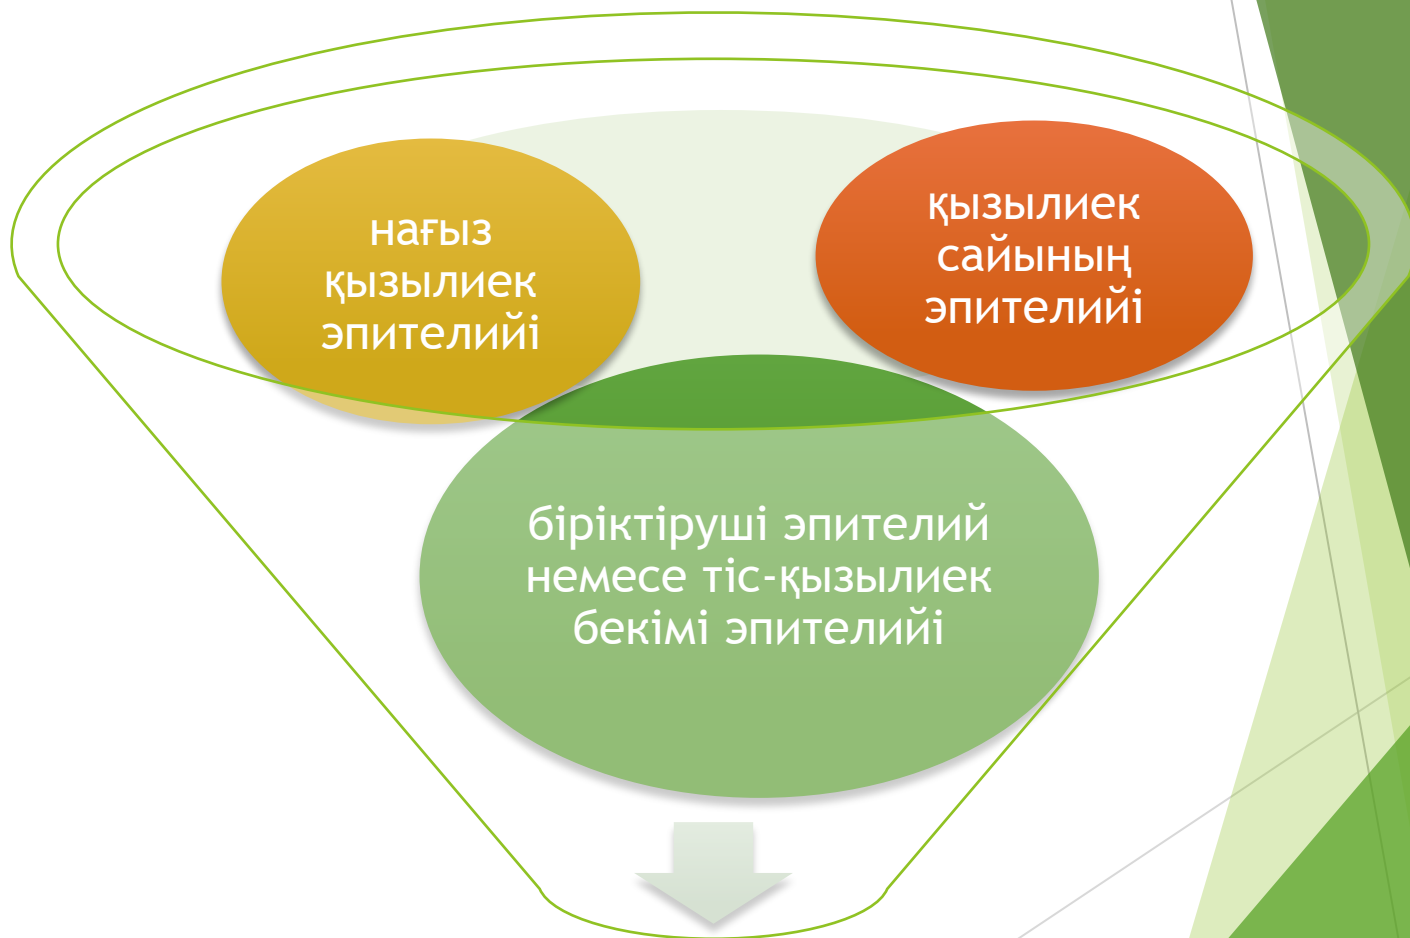 нағыз
қызылиек
эпителийі
қызылиек
сайының
эпителийі
біріктіруші эпителий
немесе тіс-қызылиек
бекімі эпителийі